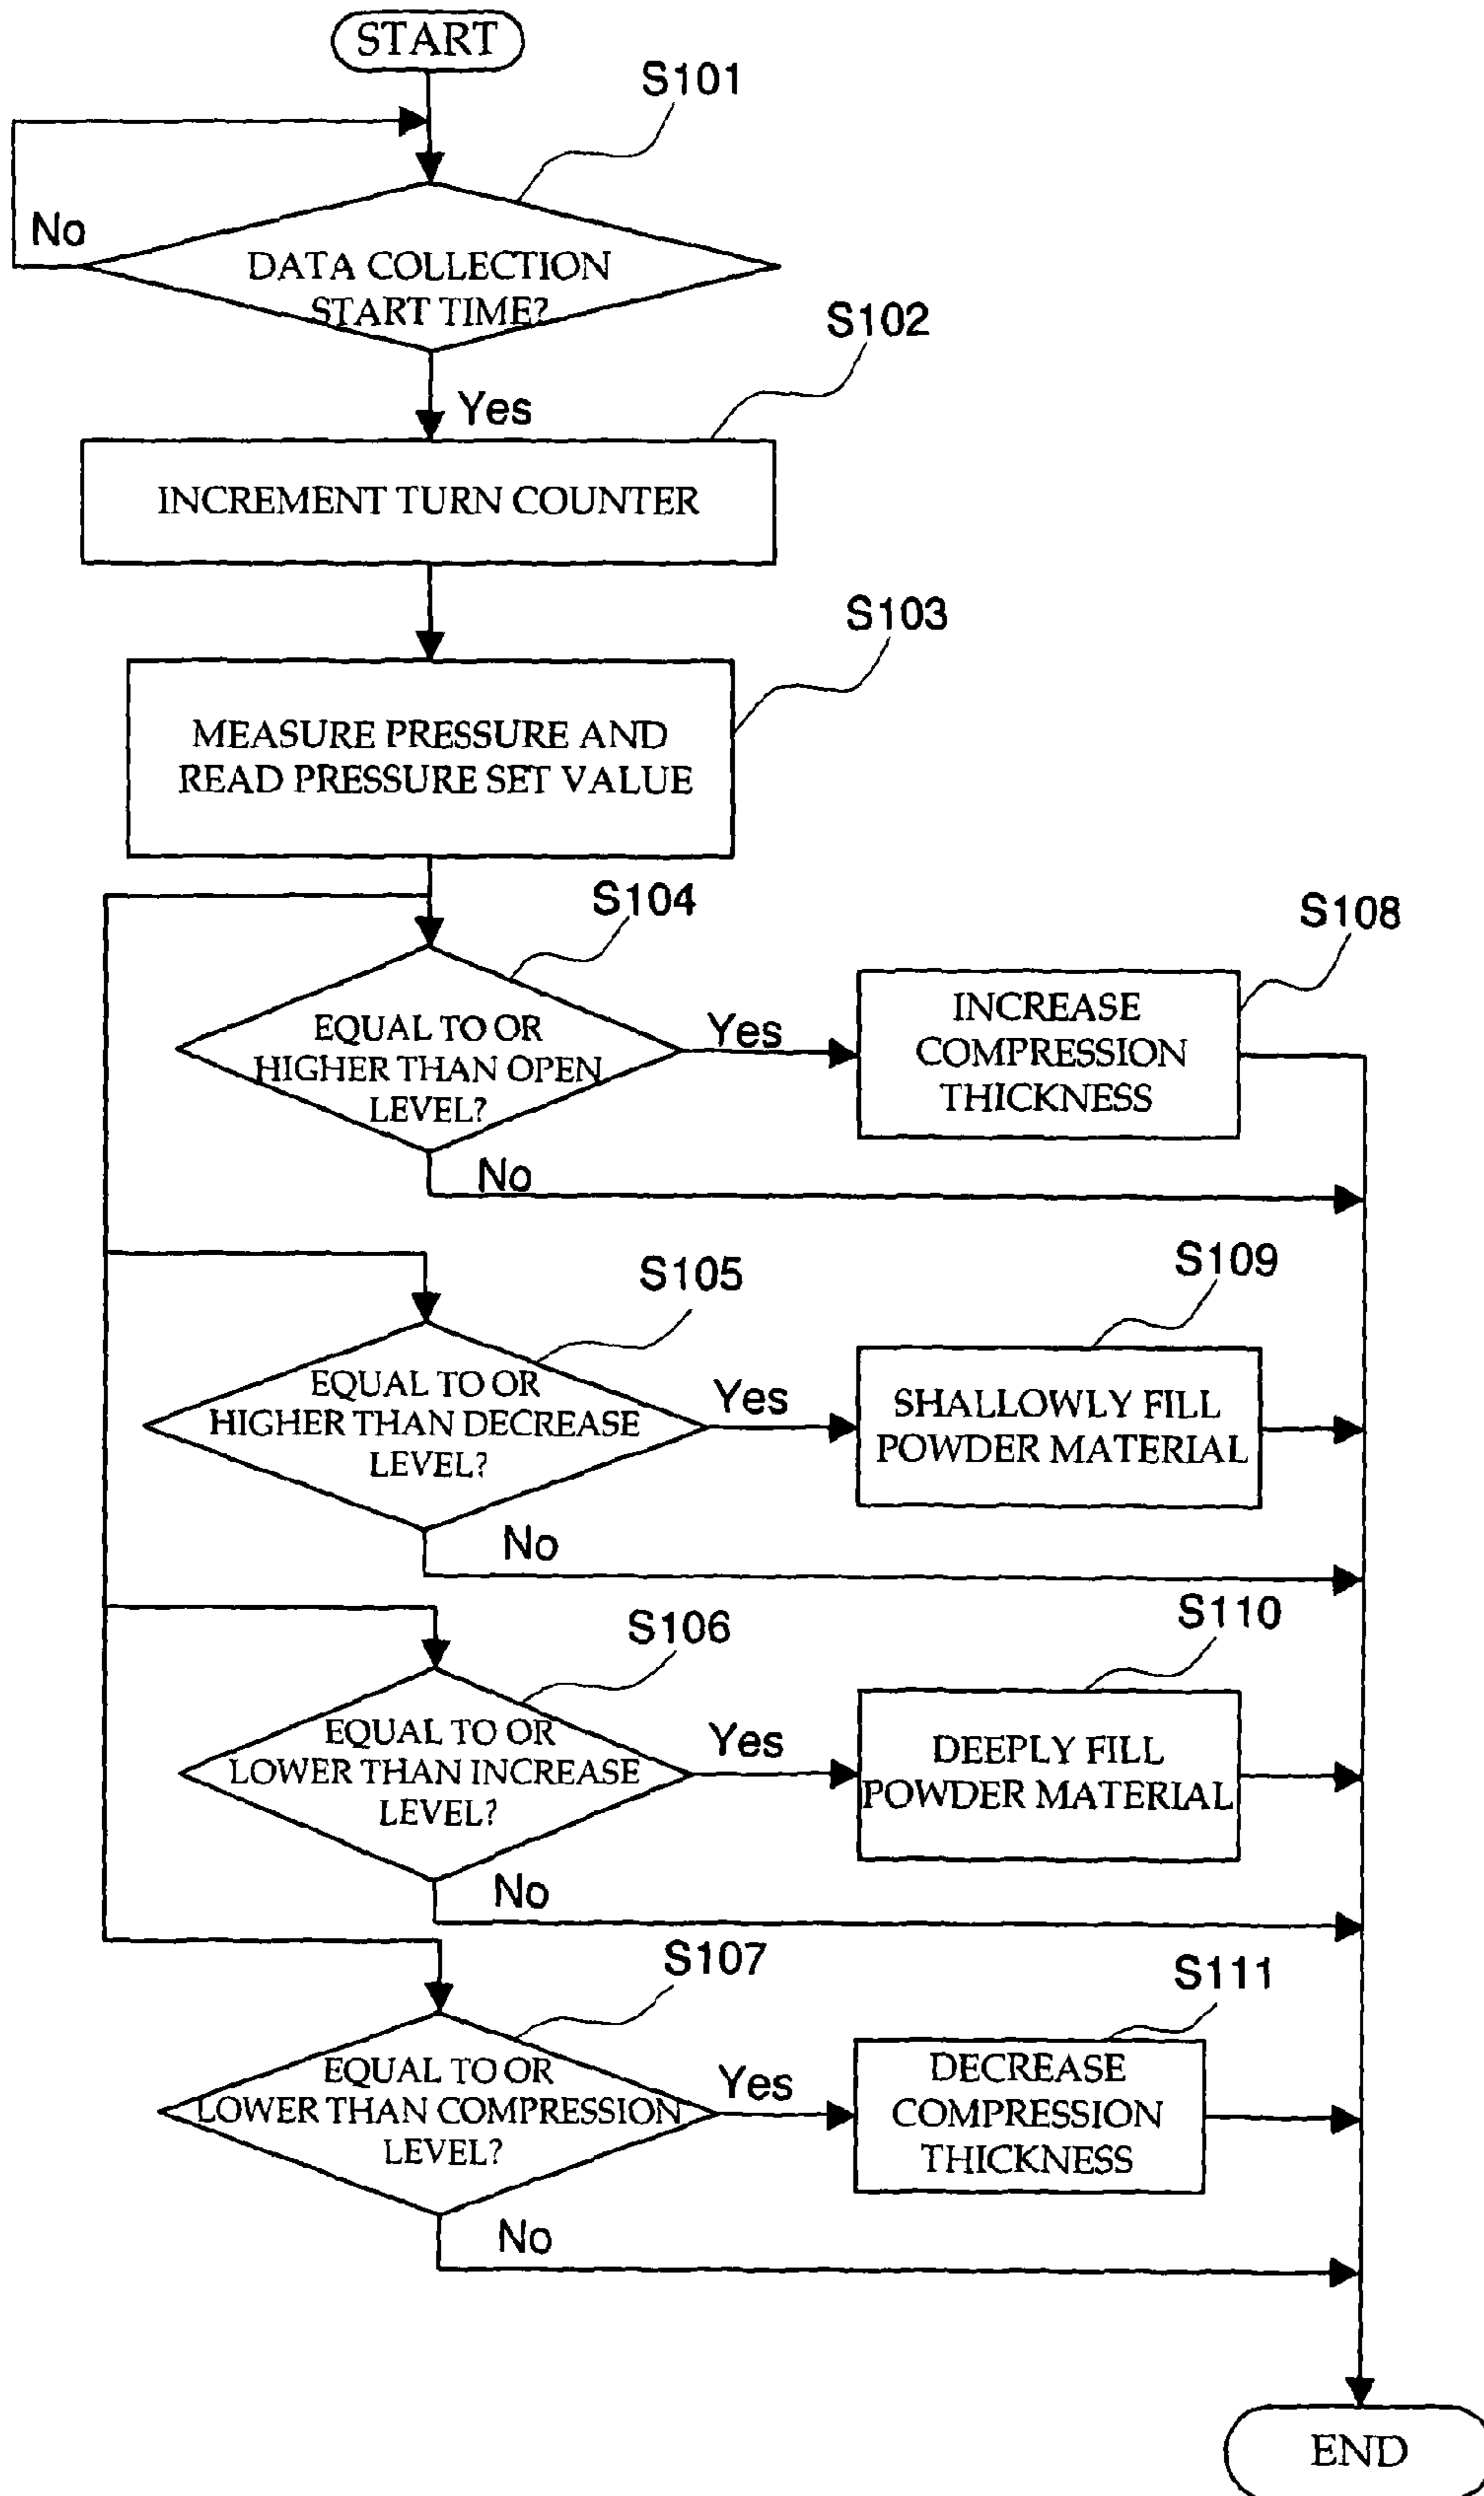 START
S101
No
DATA COLLECTION
START TIME?
S102
Yes
INCREMENT TURN COUNTER
S103
MEASURE PRESSURE AND
READ PRESSURE SET VALUE
S104
S108
EQUAL TO OR
HIGHER THAN OPEN
LEVEL?
Yes
INCREASE
COMPRESSION
THICKNESS
No
S105
S109
EQUAL TO OR
HIGHER THAN DECREASE
LEVEL?
Yes
SHALLOWLY FILL
POWDER MATERIAL
No
S106
S110
EQUAL TO OR
LOWER THAN INCREASE
LEVEL?
Yes
DEEPLY FILL
POWDER MATERIAL
No
S107
S111
EQUAL TO OR
LOWER THAN COMPRESSION
LEVEL?
Yes
DECREASE
COMPRESSION
THICKNESS
No
END